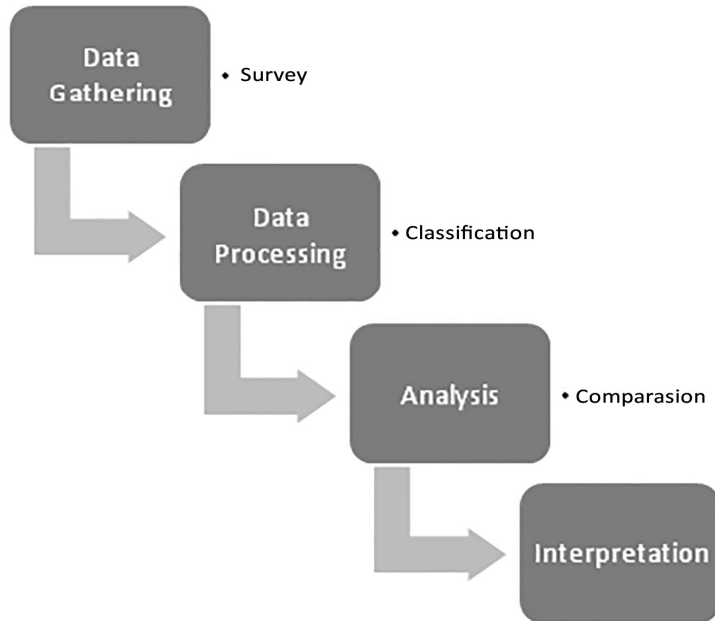 Data
Gathering
• Survey
Data
Processing
• Classification
Analysis
• Comparasion
Interpretation